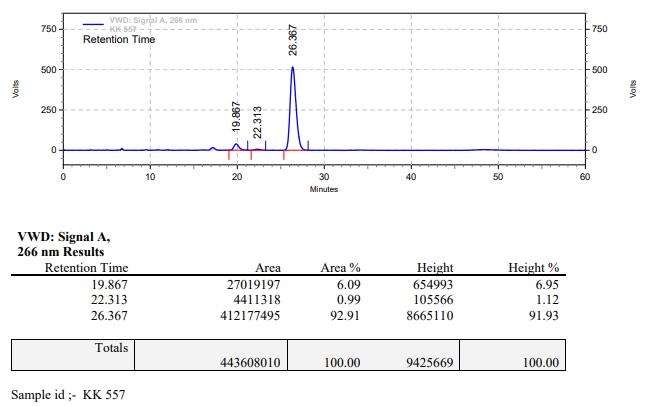 VWD: Signal A, 266 nm
KK 557
Retention Time
750
500
250
0
Volts
750
500
250
0
Volts
19.867
22.313
26.367
0 10 20 30 40 50 60
Minutes
VWD: Signal A,
266 nm Results
Retention Time Area Area % Height Height %
19.867 27019197 6.09 654993 6.95
22.313 4411318 0.99 105566 1.12
26.367 412177495 92.91 8665110 91.93
Totals
443608010 100.00 9425669 100.00
Sample id ;- KK 557